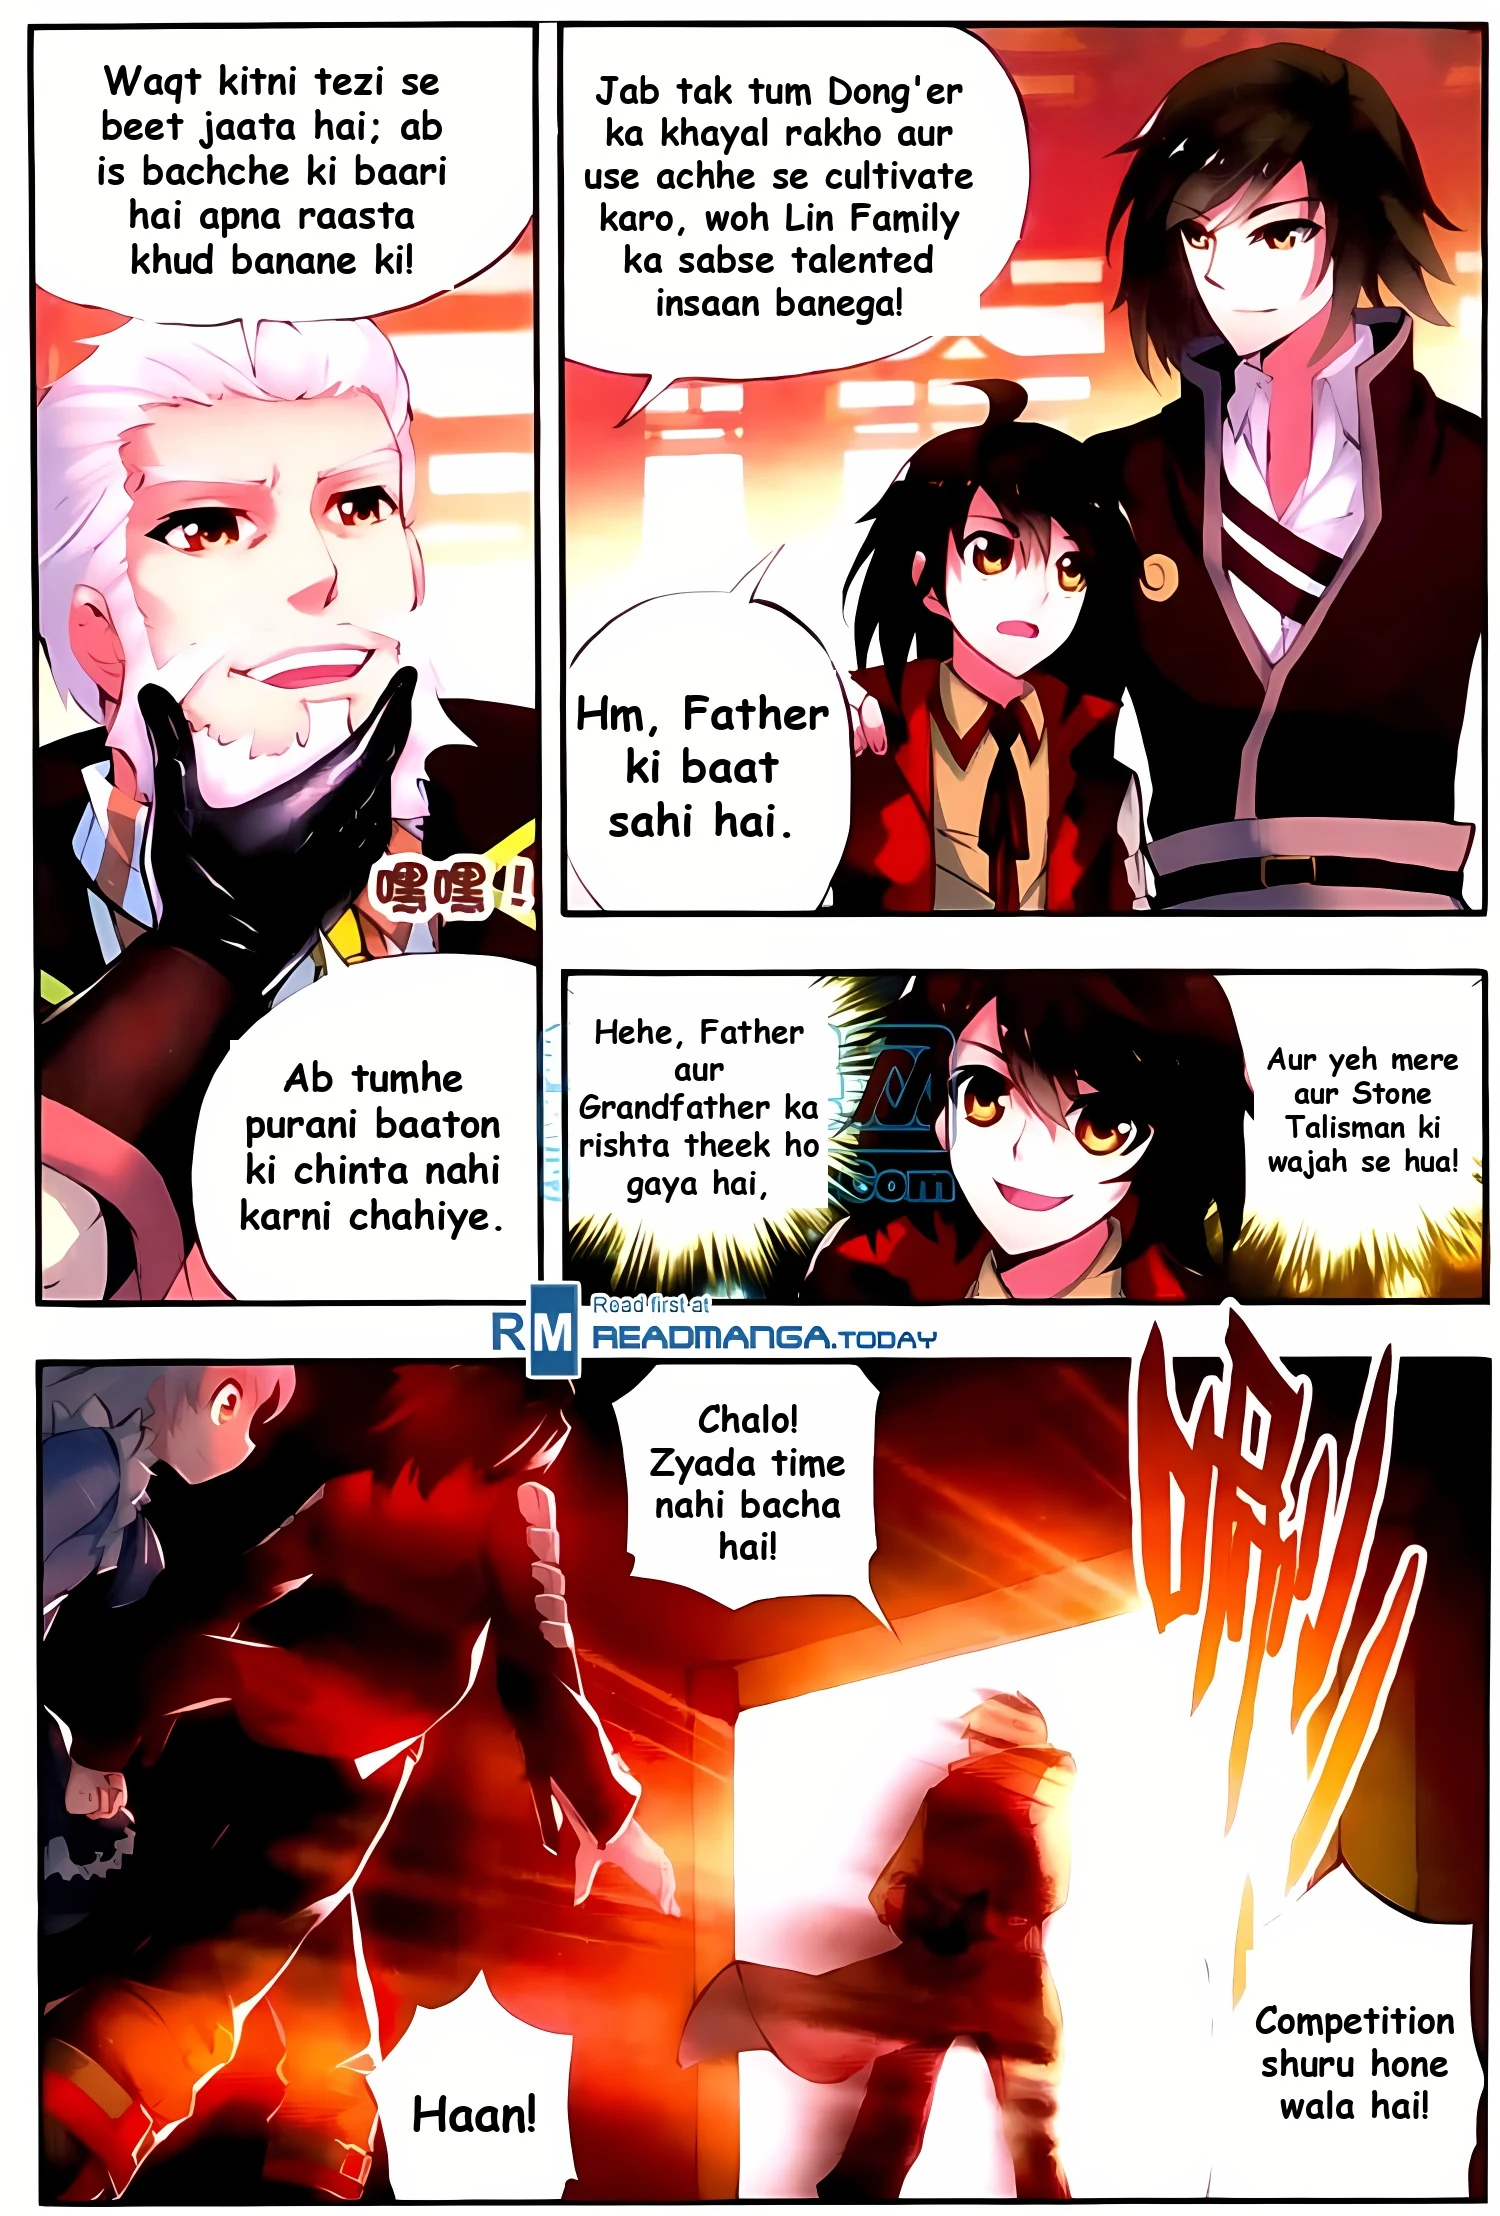 Waqt kitni tezi se
beet jaata hai; ab
is bachche ki baari
hai apna raasta
khud banane ki!
Jab tak tum Dong'er
ka khayal rakho aur
use achhe se cultivate
karo, woh Lin Family
ka sabse talented
insaan banega!
Hm, Father
ki baat
sahi hai.
嘿嘿!
Ab tumhe
purani baaton
ki chinta nahi
karni chahiye.
Hehe, Father
aur
Grandfather ka
rishta theek ho
gaya hai,
.com
Aur yeh mere
aur Stone
Talisman ki
wajah se hua!
RM
Read first at
READMANGA.TODAY
Chalo!
Zyada time
nahi bacha
hai!
Haan!
Competition
shuru hone
wala hai!